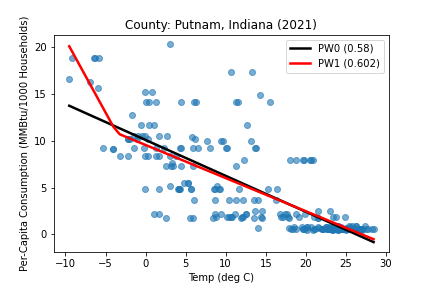 County: Putnam, Indiana (2021)
PW0 (0.58)
PW1 (0.602)
Per-Capita Consumption (MMBtu/1000 Households)
20
15
10
5
0
−10
−5
0
5
10
15
20
25
30
Temp (deg C)